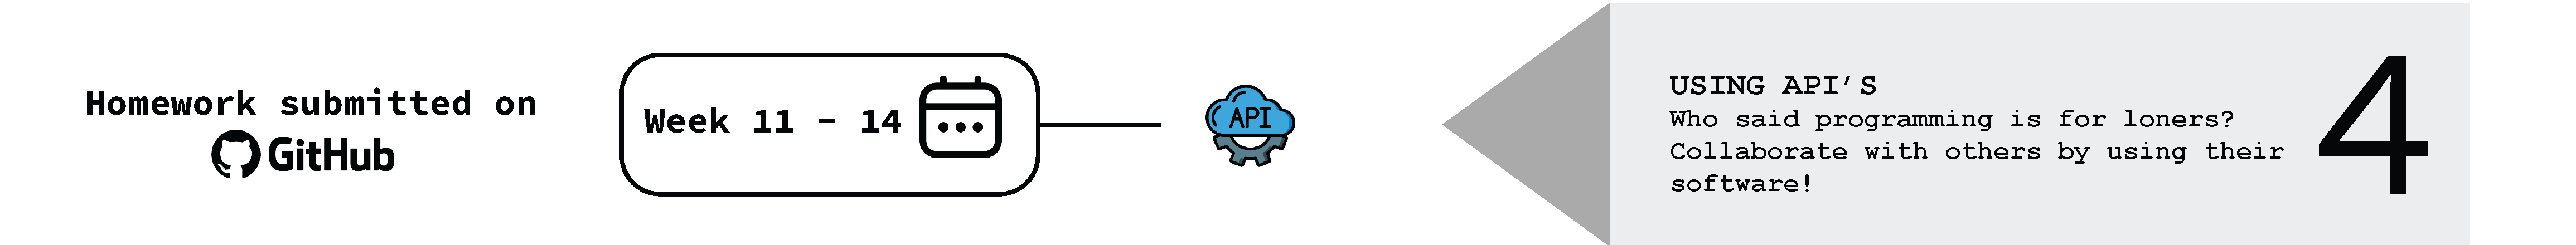 Homework submitted on
GitHub
Week 11 - 14
API
USING API'S
Who said programming is for loners?
Collaborate with others by using their
software!
4